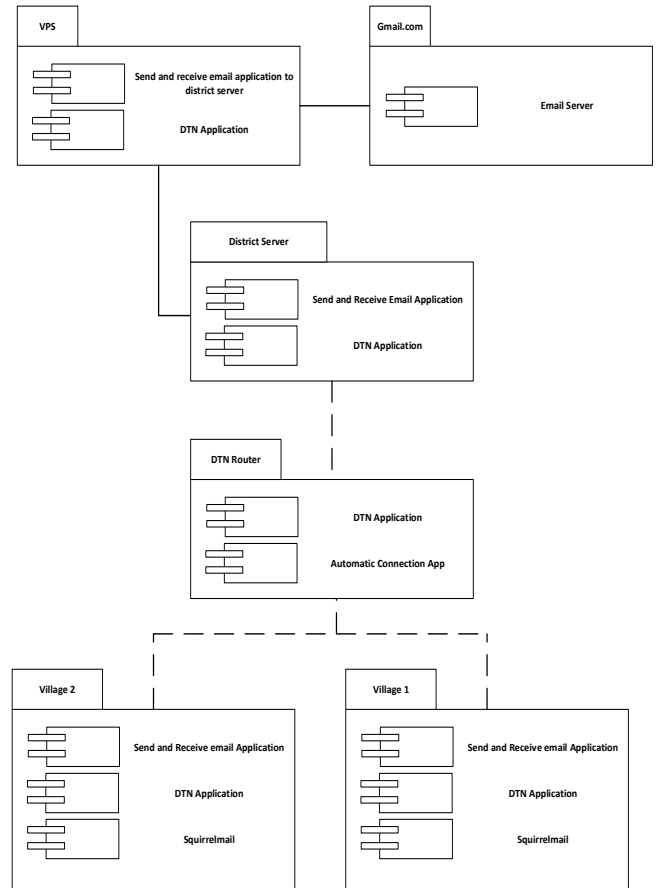 VPS
Gmail.com
Send and receive email application to
district server
DTN Application
Email Server
District Server
Send and Receive Email Application
DTN Application
DTN Router
DTN Application
Automatic Connection App
Village 2
Send and Receive email Application
DTN Application
Squirrelmail
Village 1
Send and Receive email Application
DTN Application
Squirrelmail